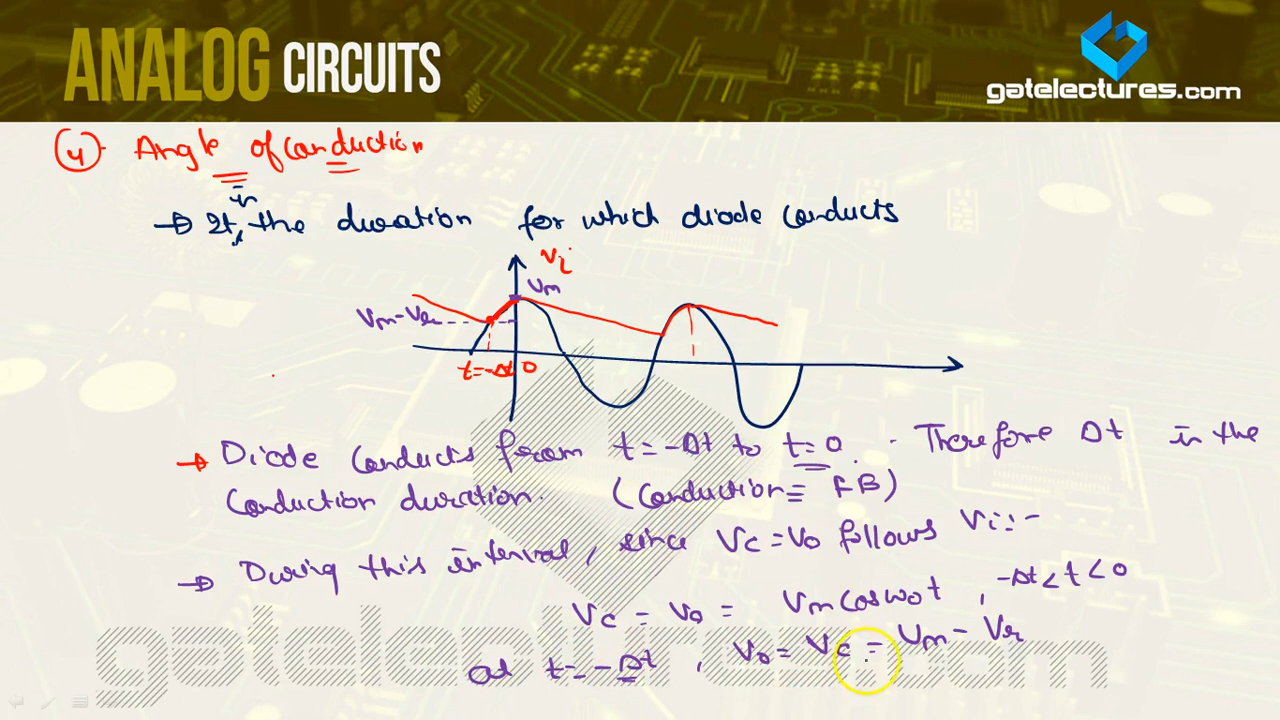 ANALOG CIRCUITS
gatelectures.com
(4). Angle of conduction
→ It is the duration for which diode conducts
Vi
Vm
Vm-Vr
t=-Δt 0
→ Diode conducts from t=-Δt to t=0. Therefore Δt is the
conduction duration. (conduction = FB)
→ During this interval, since Vc=Vo follows Vi:-
Vc = Vo = Vm cos wot, -Δt<t<0
at t=-Δt, Vo = Vc = Vm - Vr
gatelectures.com